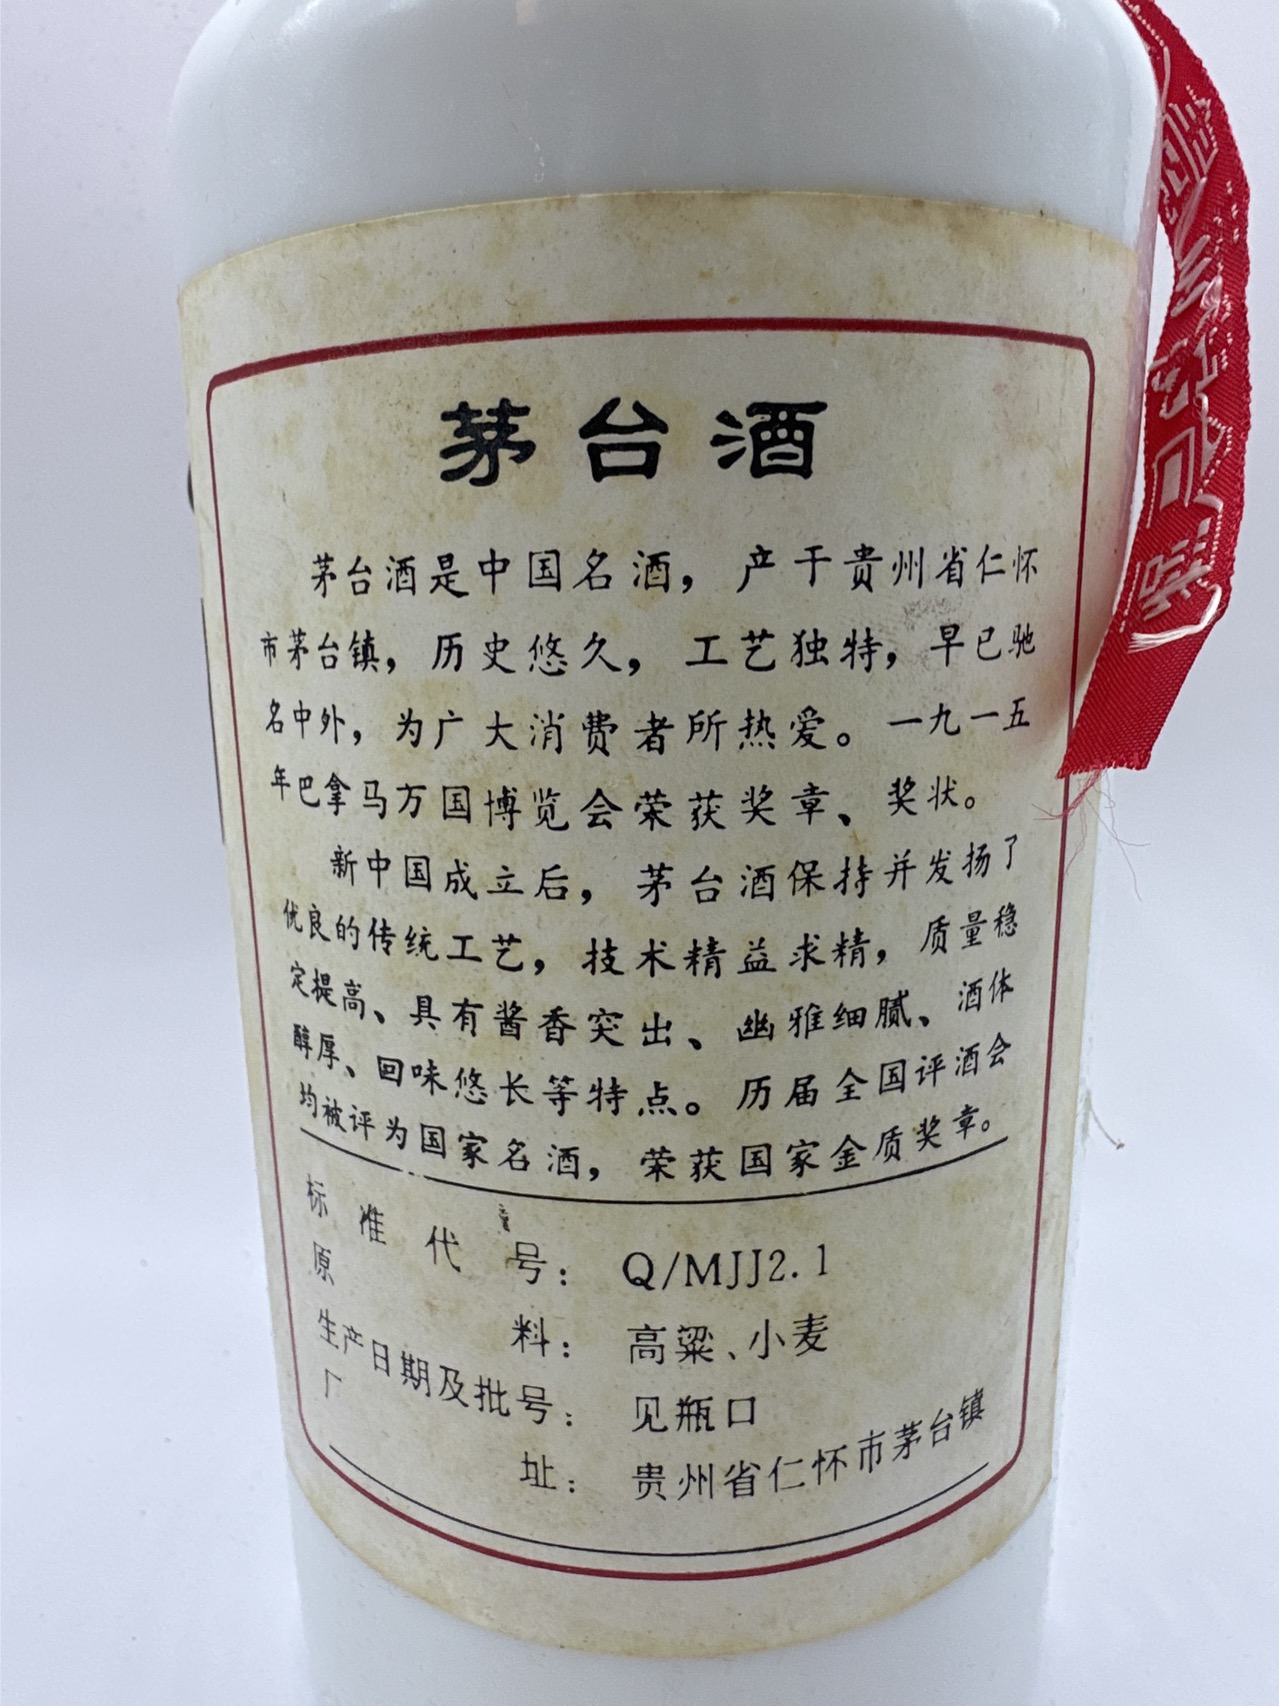 茅台酒
茅台酒是中国名酒，产于贵州省仁怀
市茅台镇，历史悠久，工艺独特，早已驰
名中外，为广大消费者所热爱。一九一五
年巴拿马万国博览会荣获奖章、奖状。
新中国成立后，茅台酒保持并发扬了
优良的传统工艺，技术精益求精，质量稳
定提高、具有酱香突出、幽雅细腻、酒体
醇厚、回味悠长等特点。历届全国评酒会
均被评为国家名酒，荣获国家金质奖章。
标准代号：Q/MJJ2.1
原料：高粱、小麦
生产日期及批号：见瓶口
厂址：贵州省仁怀市茅台镇